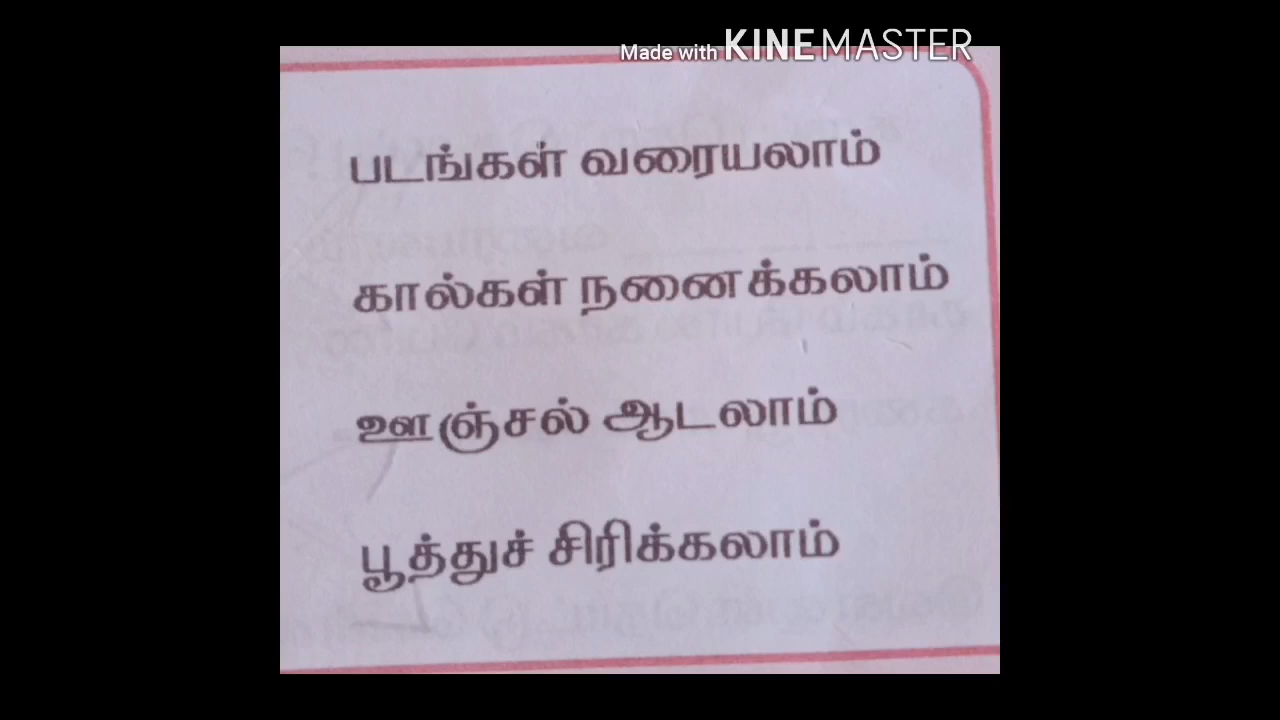 Made with KINEMASTER
படங்கள் வரையலாம்
கால்கள் நனைக்கலாம்
ஊஞ்சல் ஆடலாம்
பூத்துச் சிரிக்கலாம்